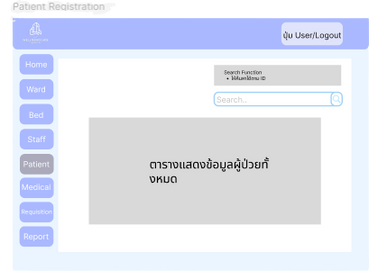 Patient Registration
ปุ่ม User/Logout
Home
Ward
Bed
Staff
Patient
Medical
Requisition
Report
Search Function
Search..
ตารางแสดงข้อมูลผู้ป่วยทั้
งหมด